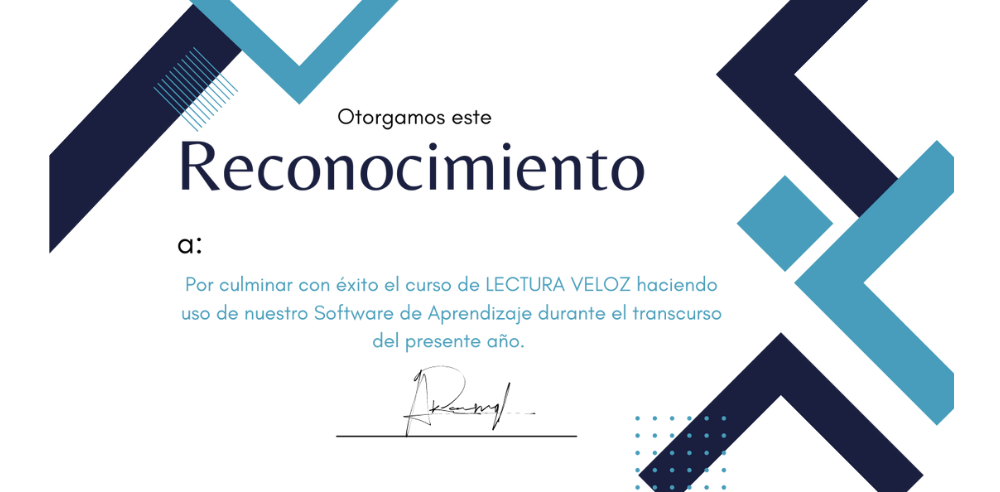 Otorgamos este
Reconocimiento
a:
Por culminar con éxito el curso de LECTURA VELOZ haciendo
uso de nuestro Software de Aprendizaje durante el transcurso
del presente año.